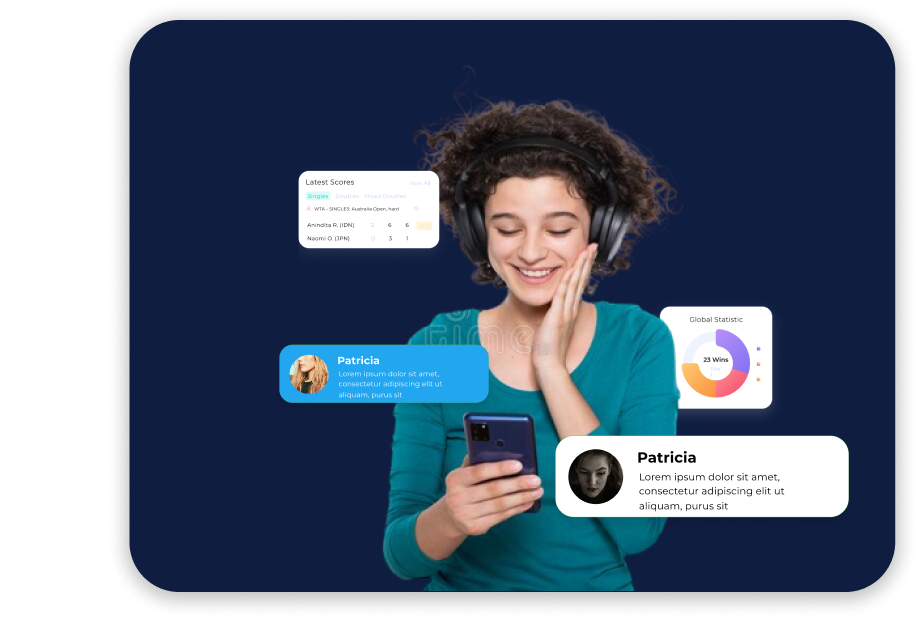 Latest Scores
View All
Singles Doubles Mixed Doubles
WTA - SINGLES: Australia Open, hard
Anindita R. (IDN) 2 6 6
Naomi O. (JPN) 0 3 1
Global Statistic
23 Wins
Patricia
Lorem ipsum dolor sit amet,
consectetur adipiscing elit ut
aliquam, purus sit
Patricia
Lorem ipsum dolor sit amet,
consectetur adipiscing elit ut
aliquam, purus sit